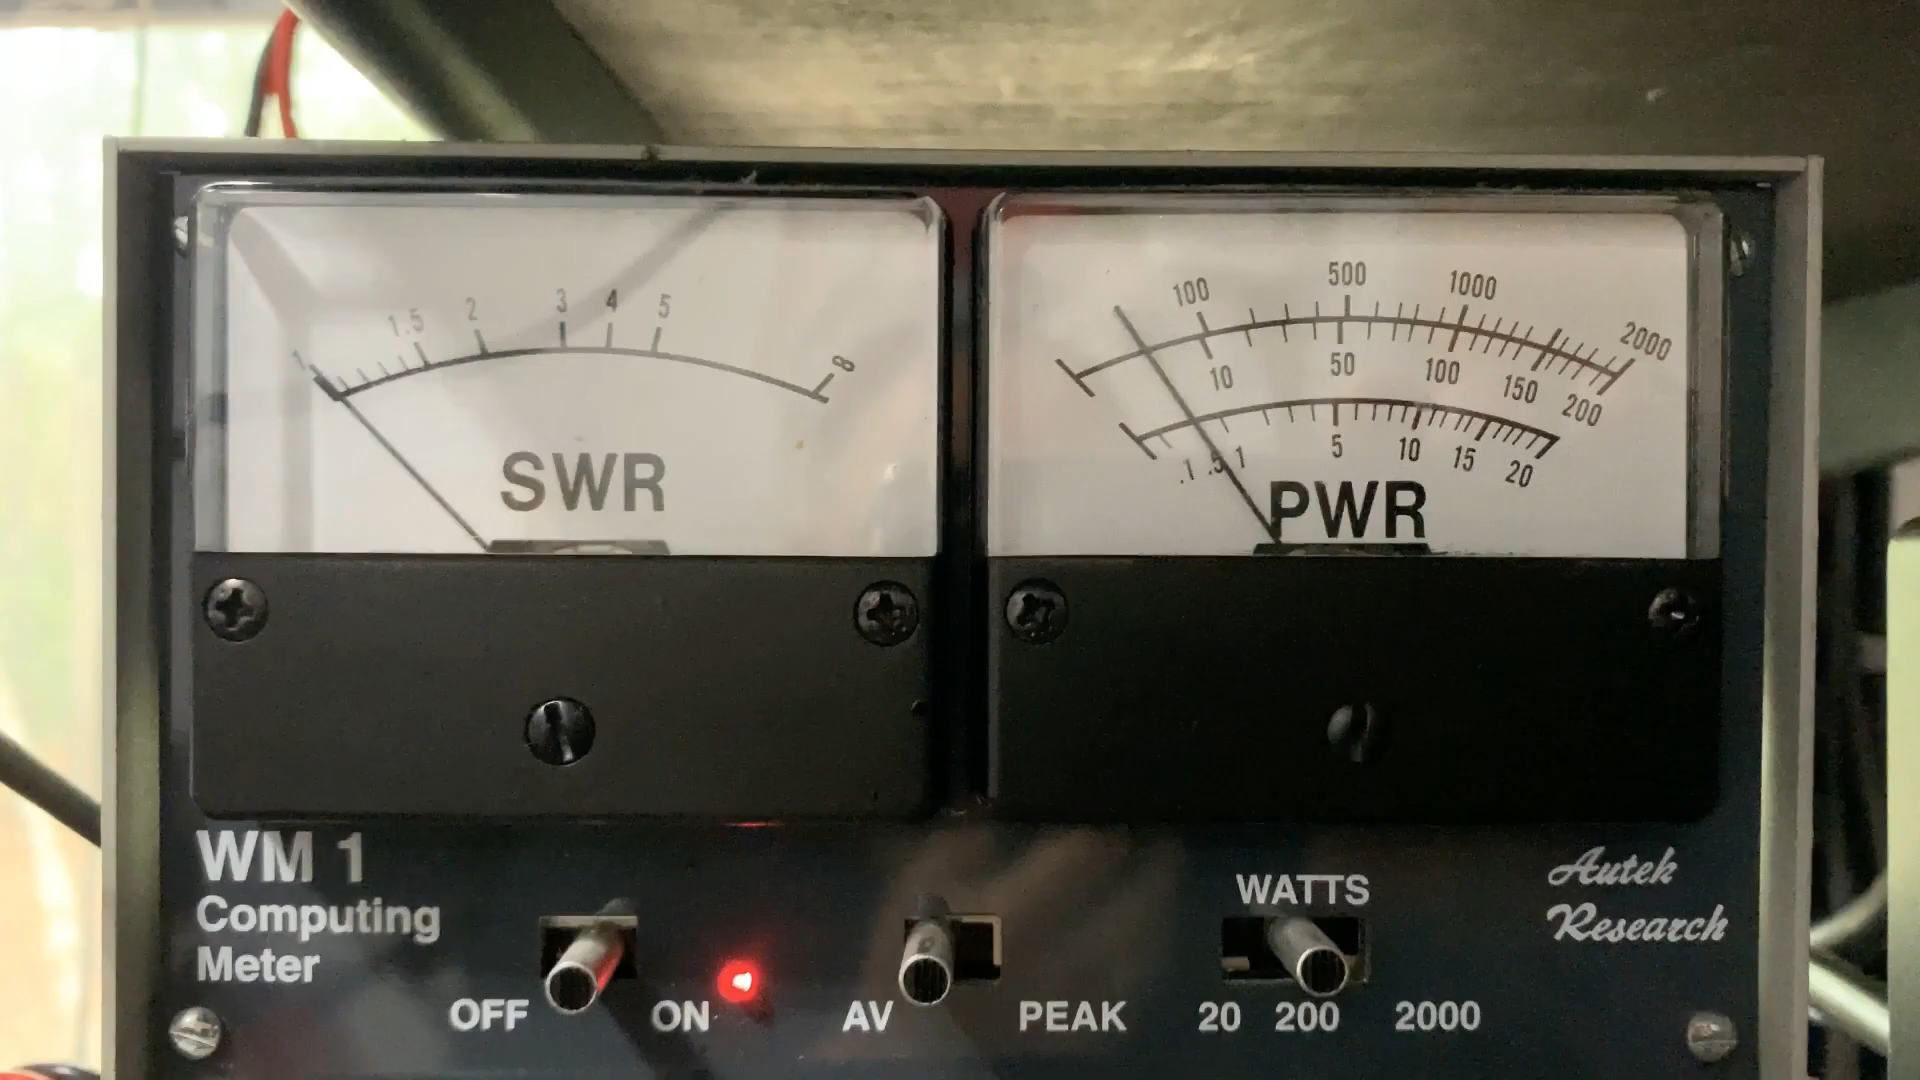 1 1.5 2 3 4 5 8
SWR
100 500 1000 2000
10 50 100 150 200
.1 .5 1 5 10 15 20
PWR
WM 1
Computing
Meter
OFF ON
AV PEAK
WATTS
20 200 2000
Autek
Research